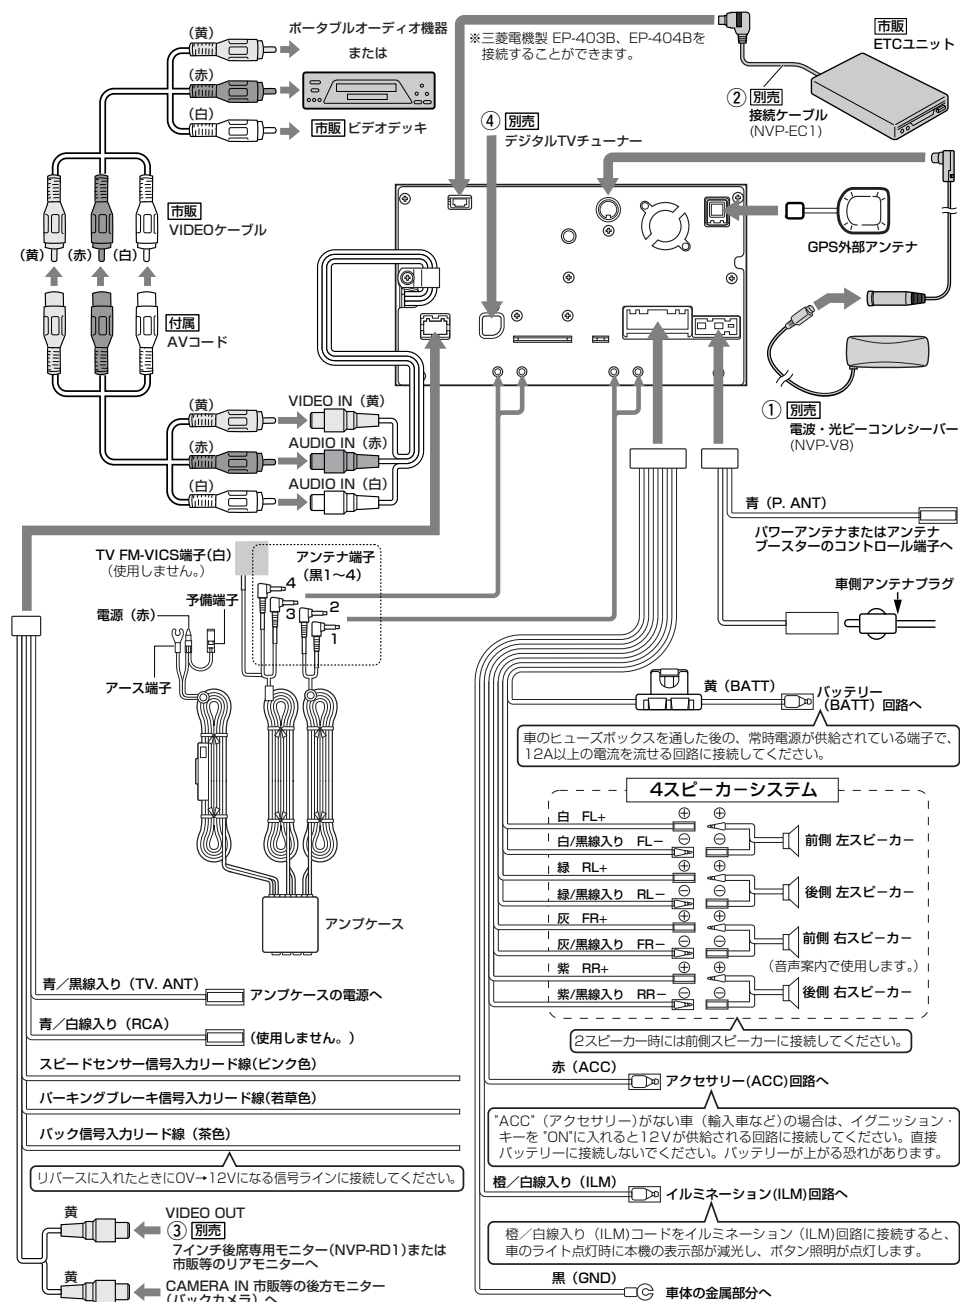 (黄)
(赤)
(白)
ポータブルオーディオ機器
または
市販 ビデオデッキ
※三菱電機製 EP-403B、EP-404Bを
接続することができます。
市販
ETCユニット
② 別売
接続ケーブル
(NVP-EC1)
④ 別売
デジタルTVチューナー
市販
VIDEOケーブル
(黄)
(赤)
(白)
GPS外部アンテナ
付属
AVコード
① 別売
電波・光ビーコンレシーバー
(NVP-V8)
(黄)
VIDEO IN（黄）
(赤)
AUDIO IN（赤）
(白)
AUDIO IN（白）
青（P. ANT）
パワーアンテナまたはアンテナ
ブースターのコントロール端子へ
車側アンテナプラグ
TV FM-VICS端子(白)
（使用しません。）
アンテナ端子
（黒1〜4）
4
3
2
1
予備端子
電源（赤）
アース端子
アンプケース
黄（BATT）
バッテリー
（BATT）回路へ
車のヒューズボックスを通した後の、常時電源が供給されている端子で、
12A以上の電流を流せる回路に接続してください。
4スピーカーシステム
白 FL+
⊕ ⊕
白/黒線入り FL−
⊖ ⊖
前側 左スピーカー
緑 RL+
⊕ ⊕
緑/黒線入り RL−
⊖ ⊖
後側 左スピーカー
灰 FR+
⊕ ⊕
灰/黒線入り FR−
⊖ ⊖
前側 右スピーカー
（音声案内で使用します。）
紫 RR+
⊕ ⊕
紫/黒線入り RR−
⊖ ⊖
後側 右スピーカー
2スピーカー時には前側スピーカーに接続してください。
青／黒線入り（TV. ANT）
アンプケースの電源へ
青／白線入り（RCA）
（使用しません。）
スピードセンサー信号入力リード線(ピンク色)
パーキングブレーキ信号入力リード線(若草色)
バック信号入力リード線（茶色）
リバースに入れたときに0V→12Vになる信号ラインに接続してください。
黄
VIDEO OUT
③ 別売
7インチ後席専用モニター(NVP-RD1)または
市販等のリアモニターへ
黄
CAMERA IN 市販等の後方モニター
（バックカメラ）へ
赤（ACC）
アクセサリー(ACC)回路へ
"ACC"（アクセサリー)がない車（輸入車など)の場合は、イグニッション・
キーを "ON"に入れると12Vが供給される回路に接続してください。直接
バッテリーに接続しないでください。バッテリーが上がる恐れがあります。
橙／白線入り（ILM）
イルミネーション(ILM)回路へ
橙／白線入り（ILM)コードをイルミネーション（ILM)回路に接続すると、
車のライト点灯時に本機の表示部が減光し、ボタン照明が点灯します。
黒（GND）
車体の金属部分へ